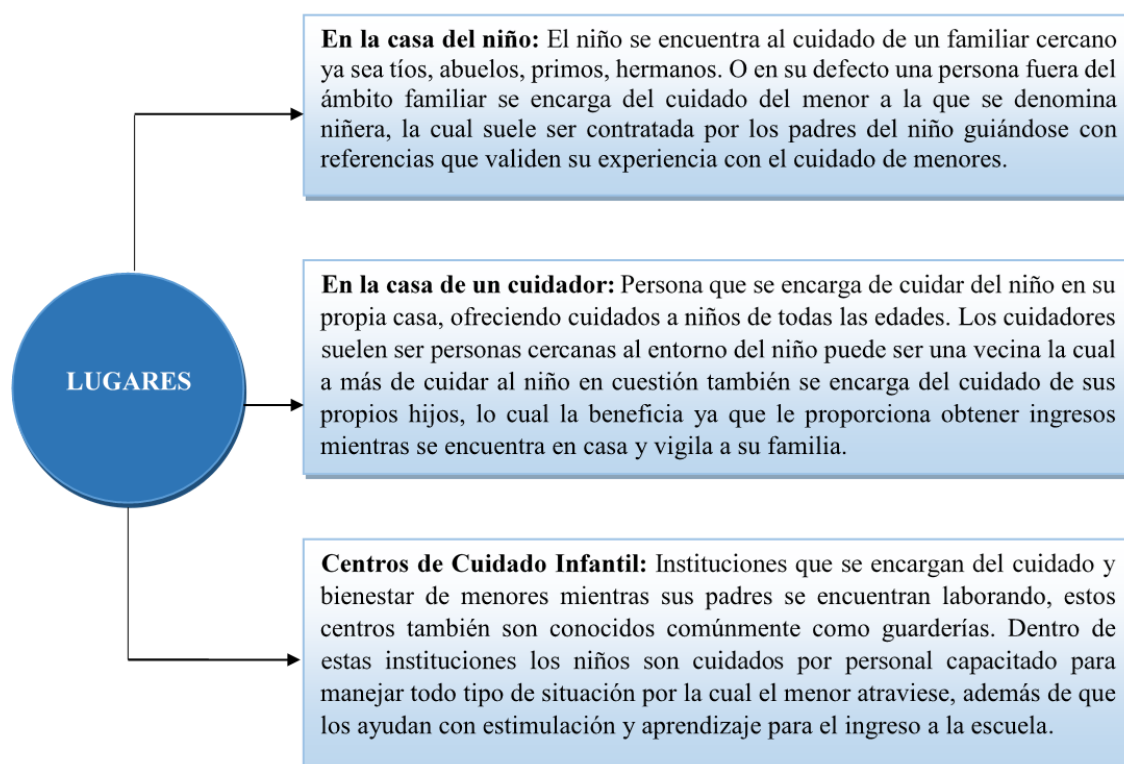 En la casa del niño: El niño se encuentra al cuidado de un familiar cercano
ya sea tíos, abuelos, primos, hermanos. O en su defecto una persona fuera del
ámbito familiar se encarga del cuidado del menor a la que se denomina
niñera, la cual suele ser contratada por los padres del niño guiándose con
referencias que validen su experiencia con el cuidado de menores.
LUGARES
En la casa de un cuidador: Persona que se encarga de cuidar del niño en su
propia casa, ofreciendo cuidados a niños de todas las edades. Los cuidadores
suelen ser personas cercanas al entorno del niño puede ser una vecina la cual
a más de cuidar al niño en cuestión también se encarga del cuidado de sus
propios hijos, lo cual la beneficia ya que le proporciona obtener ingresos
mientras se encuentra en casa y vigila a su familia.
Centros de Cuidado Infantil: Instituciones que se encargan del cuidado y
bienestar de menores mientras sus padres se encuentran laborando, estos
centros también son conocidos comúnmente como guarderías. Dentro de
estas instituciones los niños son cuidados por personal capacitado para
manejar todo tipo de situación por la cual el menor atraviese, además de que
los ayudan con estimulación y aprendizaje para el ingreso a la escuela.